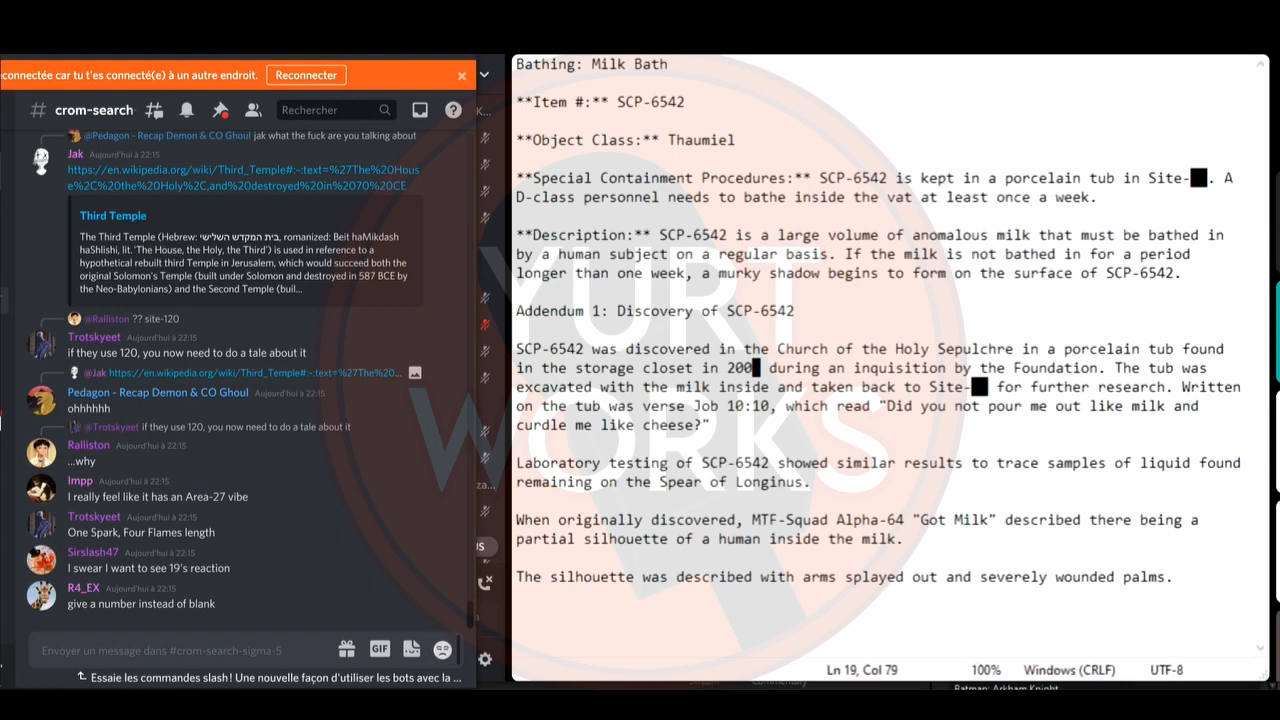 connectée car tu t'es connecté(e) à un autre endroit. Reconnecter
# crom-search
Rechercher
@Pedagon - Recap Demon & CO Ghoul jak what the fuck are you talking about
Jak Aujourd'hui à 22:15
https://en.wikipedia.org/wiki/Third_Temple#:~:text=%27The%20Hous
e%2C%20the%20Holy%2C,and%20destroyed%20in%2070%20CE
Third Temple
The Third Temple (Hebrew: בית המקדש השלישי, romanized: Beit haMikdash
haShlishi, lit. 'The House, the Holy, the Third') is used in reference to a
hypothetical rebuilt third Temple in Jerusalem, which would succeed both the
original Solomon's Temple (built under Solomon and destroyed in 587 BCE by
the Neo-Babylonians) and the Second Temple (buil...
@Ralliston ?? site-120
Trotskyeet Aujourd'hui à 22:15
if they use 120, you now need to do a tale about it
@Jak https://en.wikipedia.org/wiki/Third_Temple#:~:text=%27The%20...
Pedagon - Recap Demon & CO Ghoul Aujourd'hui à 22:15
ohhhhhh
@Trotskyeet if they use 120, you now need to do a tale about it
Ralliston Aujourd'hui à 22:15
...why
Impp Aujourd'hui à 22:15
I really feel like it has an Area-27 vibe
Trotskyeet Aujourd'hui à 22:15
One Spark, Four Flames length
Sirslash47 Aujourd'hui à 22:15
I swear I want to see 19's reaction
R4_EX Aujourd'hui à 22:15
give a number instead of blank
Envoyer un message dans #crom-search-sigma-5
GIF
Essaie les commandes slash! Une nouvelle façon d'utiliser les bots avec la ...
K...
za...
US
Bathing: Milk Bath
**Item #:** SCP-6542
**Object Class:** Thaumiel
**Special Containment Procedures:** SCP-6542 is kept in a porcelain tub in Site-█. A
D-class personnel needs to bathe inside the vat at least once a week.
**Description:** SCP-6542 is a large volume of anomalous milk that must be bathed in
by a human subject on a regular basis. If the milk is not bathed in for a period
longer than one week, a murky shadow begins to form on the surface of SCP-6542.
Addendum 1: Discovery of SCP-6542
SCP-6542 was discovered in the Church of the Holy Sepulchre in a porcelain tub found
in the storage closet in 200█ during an inquisition by the Foundation. The tub was
excavated with the milk inside and taken back to Site-█ for further research. Written
on the tub was verse Job 10:10, which read "Did you not pour me out like milk and
curdle me like cheese?"
Laboratory testing of SCP-6542 showed similar results to trace samples of liquid found
remaining on the Spear of Longinus.
When originally discovered, MTF-Squad Alpha-64 "Got Milk" described there being a
partial silhouette of a human inside the milk.
The silhouette was described with arms splayed out and severely wounded palms.
Ln 19, Col 79 100% Windows (CRLF) UTF-8
Batman: Arkham Knight
YURT
WORKS